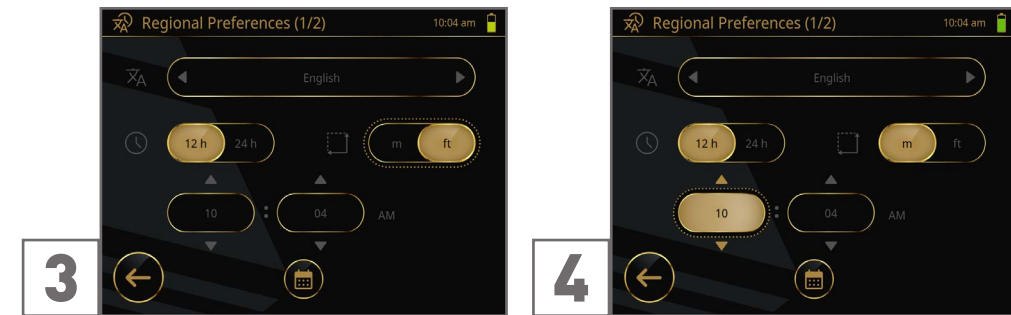 Regional Preferences (1/2) 10:04 am
English
12 h 24 h m ft
10 : 04 AM
3
Regional Preferences (1/2) 10:04 am
English
12 h 24 h m ft
10 : 04 AM
4